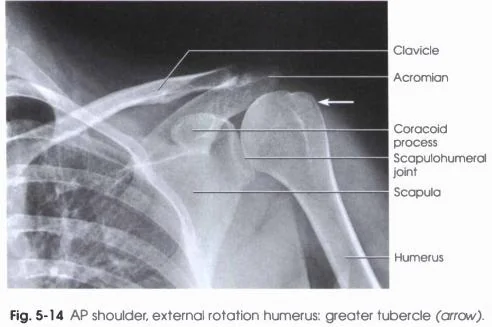 Clavicle
Acromian
Coracoid
process
Scapulohumeral
joint
Scapula
Humerus
Fig. 5-14 AP shoulder, external rotation humerus: greater tubercle (arrow).